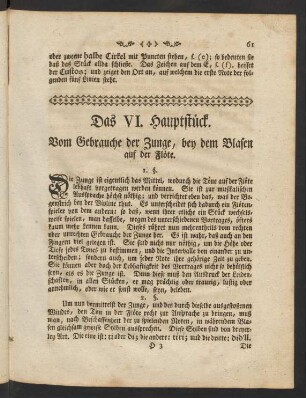 61
oder zweene halbe Cirkel mit Puncten stehen, s. (e); so bedeuten sie
daß das Stück allda schließe. Das Zeichen auf dem E, s. (f), heißet
der Custos; und zeiget den Ort an, auf welchem die erste Note der fol-
genden fünf Linien steht.
Das VI. Hauptstück.
Vom Gebrauche der Zunge, bey dem Blasen
auf der Flöte.
1. §.
Die Zunge ist eigentlich das Mittel, wodurch die Töne auf der Flöte
lebhaft vorgetragen werden können. Sie ist zur musikalischen
Aussprache höchst nöthig; und verrichtet eben das, was der Bo-
genstrich bey der Violine thut. Es unterscheidet sich dadurch ein Flöten-
spieler von dem andern: so daß, wenn ihrer etliche ein Stück wechsels-
weise spielen, man dasselbe, wegen des unterschiedenen Vortrages, öfters
kaum mehr kennen kann. Dieses rühret nun mehrentheils vom rechten
oder unrechten Gebrauche der Zunge her. Es ist wahr, daß auch an den
Fingern viel gelegen ist. Sie sind nicht nur nöthig, um die Höhe oder
Tiefe jedes Tones zu bestimmen, und die Intervalle von einander zu un-
terscheiden; sondern auch, um jeder Note ihre gehörige Zeit zu geben.
Sie können aber doch der Lebhaftigkeit des Vortrages nicht so behülflich
seyn, als es die Zunge ist. Denn diese muß den Ausdruck der Leiden-
schaften, in allen Stücken, er mag prächtig oder traurig, lustig oder
annehmlich, oder wie er sonst wolle, seyn, beleben.
2. §.
Um nun vermittelst der Zunge, und des durch dieselbe ausgestoßenen
Windes, den Ton in der Flöte recht zur Ansprache zu bringen, muß
man, nach Beschaffenheit der zu spielenden Noten, in währendem Bla-
sen gleichsam gewisse Sylben aussprechen. Diese Sylben sind von dreyer-
ley Art. Die eine ist: ti oder di; die andere: tiri; und die dritte: did'll.
Die